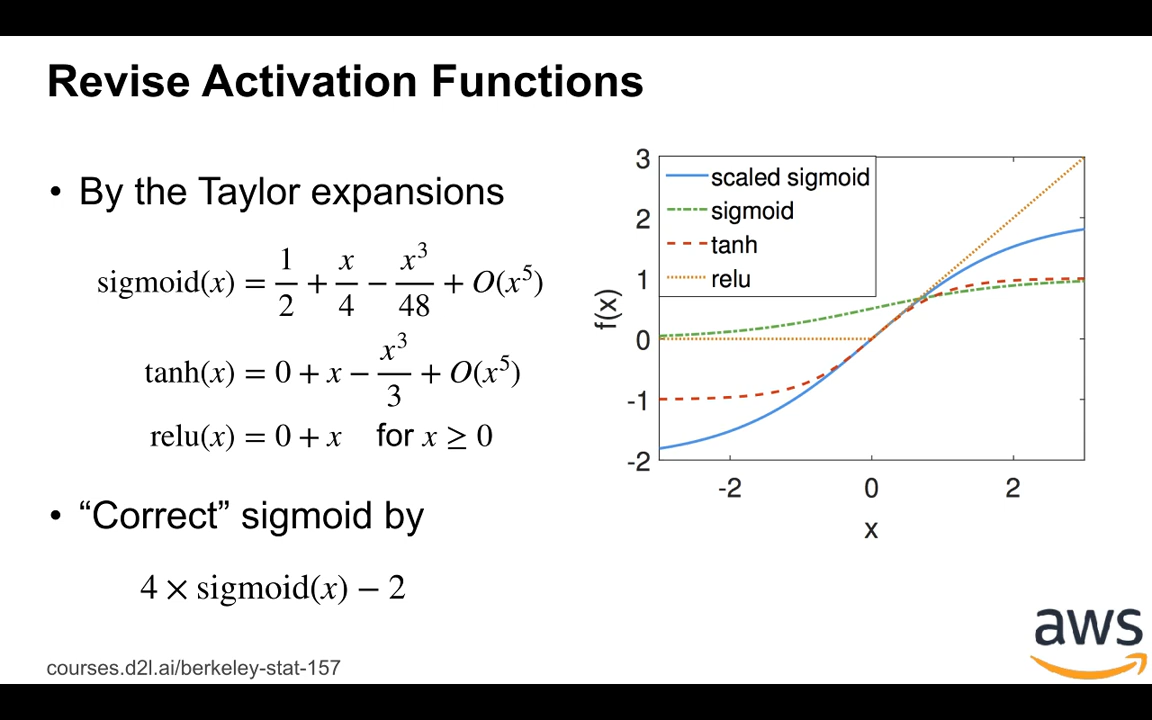 Revise Activation Functions
• By the Taylor expansions
sigmoid(x) = 1/2 + x/4 − x³/48 + O(x⁵)
tanh(x) = 0 + x − x³/3 + O(x⁵)
relu(x) = 0 + x for x ≥ 0
• “Correct” sigmoid by
4 × sigmoid(x) − 2
scaled sigmoid
sigmoid
tanh
relu
3
2
1
0
-1
-2
f(x)
-2 0 2
x
aws
courses.d2l.ai/berkeley-stat-157